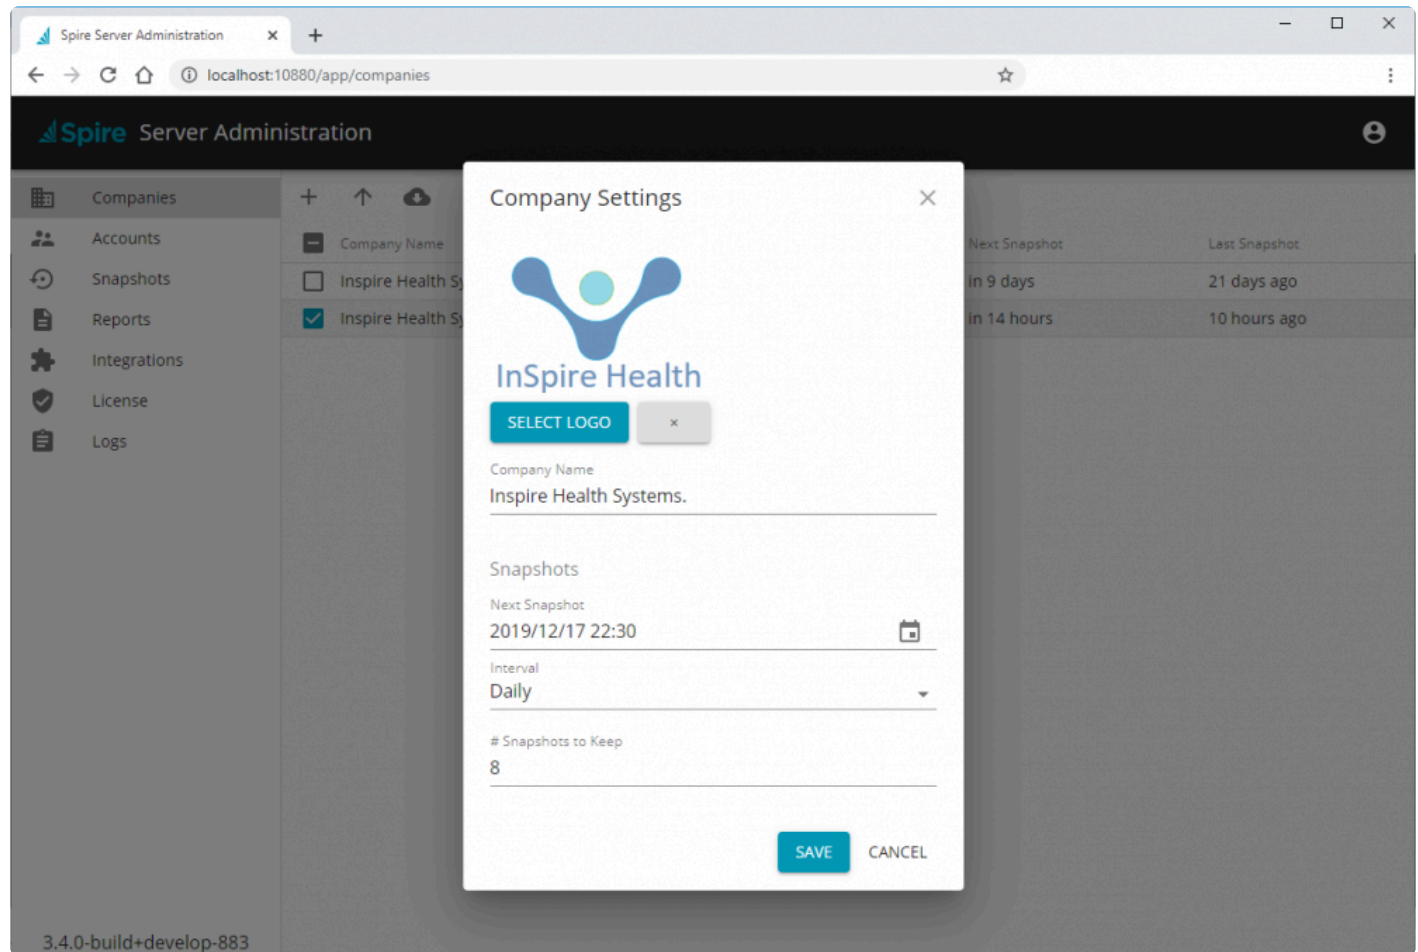 Spire Server Administration
localhost:10880/app/companies
Spire Server Administration
Companies
Accounts
Snapshots
Reports
Integrations
License
Logs
3.4.0-build+develop-883
Company Name
Next Snapshot
Last Snapshot
Inspire Health Sy
in 9 days
21 days ago
Inspire Health Sy
in 14 hours
10 hours ago
Company Settings
InSpire Health
SELECT LOGO
×
Company Name
Inspire Health Systems.
Snapshots
Next Snapshot
2019/12/17 22:30
Interval
Daily
# Snapshots to Keep
8
SAVE CANCEL